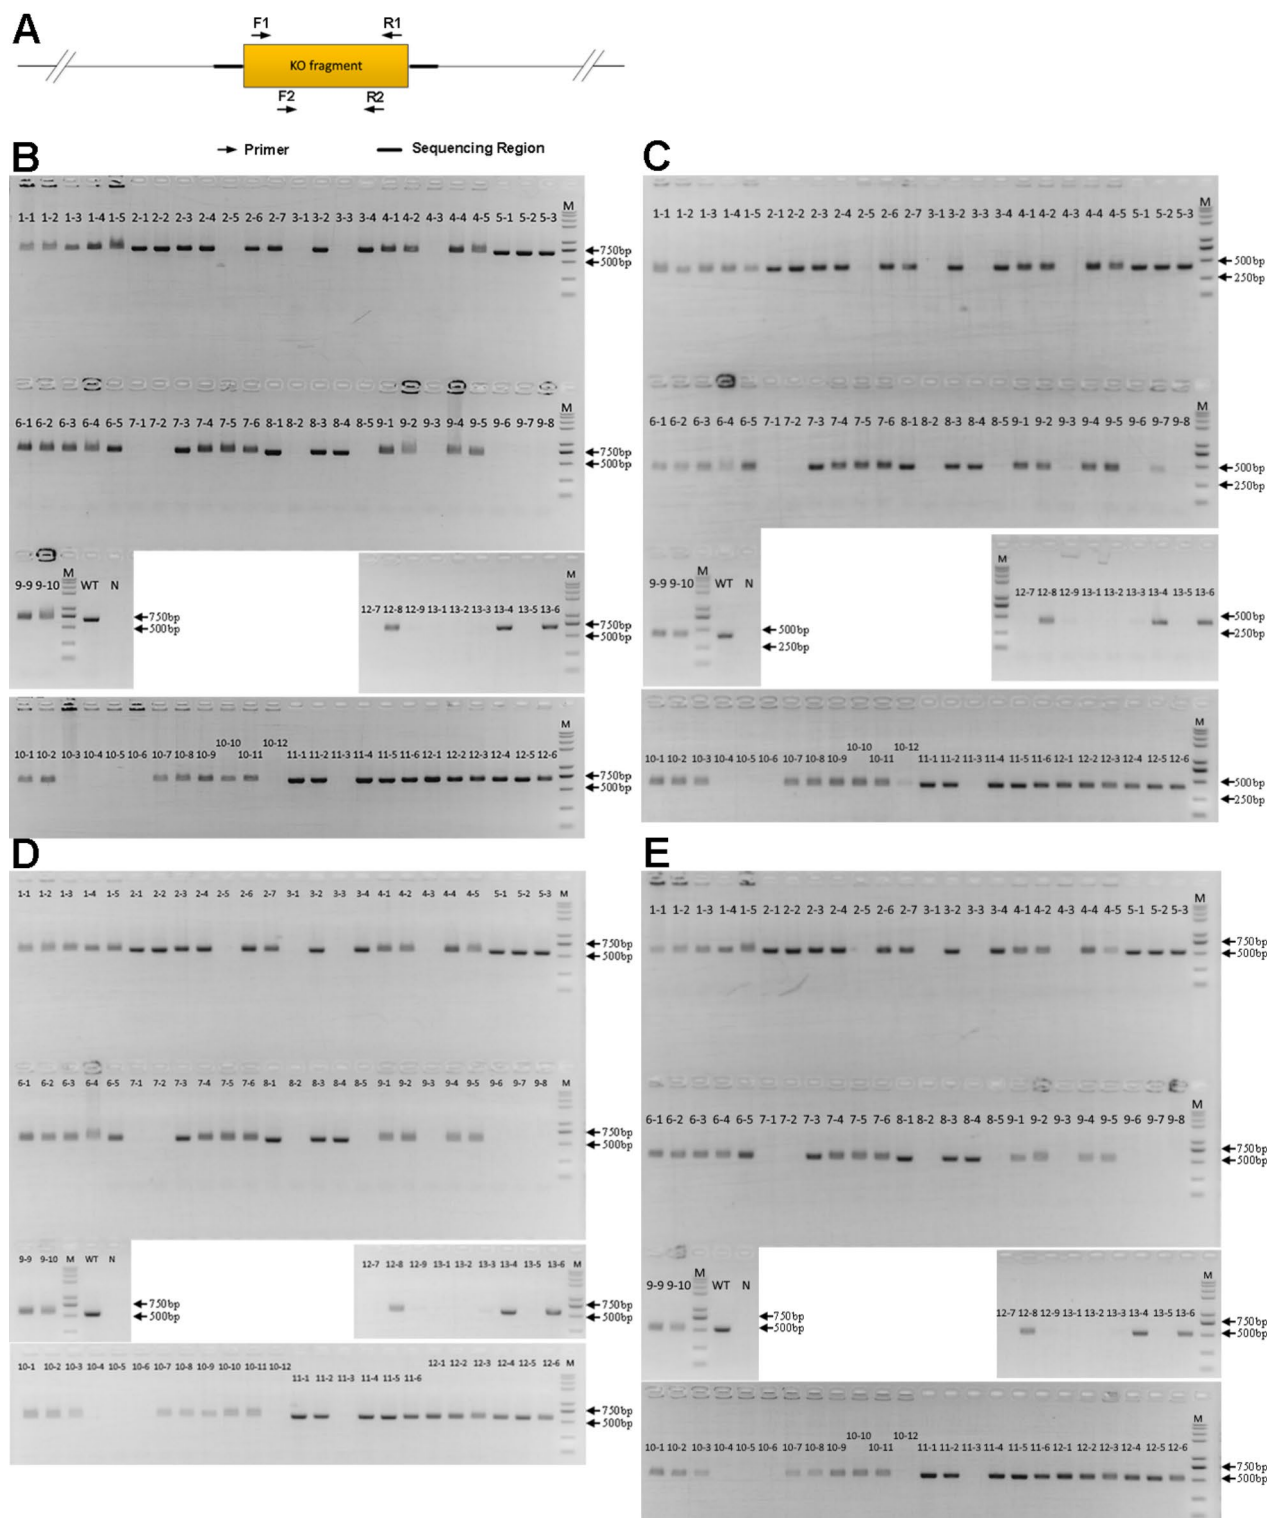 A
F1 R1
KO fragment
F2 R2
Primer Sequencing Region
B
M
1-1 1-2 1-3 1-4 1-5 2-1 2-2 2-3 2-4 2-5 2-6 2-7 3-1 3-2 3-3 3-4 4-1 4-2 4-3 4-4 4-5 5-1 5-2 5-3
750bp
500bp
M
6-1 6-2 6-3 6-4 6-5 7-1 7-2 7-3 7-4 7-5 7-6 8-1 8-2 8-3 8-4 8-5 9-1 9-2 9-3 9-4 9-5 9-6 9-7 9-8
750bp
500bp
9-9 9-10 M WT N
750bp
500bp
M
12-7 12-8 12-9 13-1 13-2 13-3 13-4 13-5 13-6
750bp
500bp
M
10-1 10-2 10-3 10-4 10-5 10-6 10-7 10-8 10-9 10-10 10-11 10-12 11-1 11-2 11-3 11-4 11-5 11-6 12-1 12-2 12-3 12-4 12-5 12-6
750bp
500bp
C
M
1-1 1-2 1-3 1-4 1-5 2-1 2-2 2-3 2-4 2-5 2-6 2-7 3-1 3-2 3-3 3-4 4-1 4-2 4-3 4-4 4-5 5-1 5-2 5-3
500bp
250bp
M
6-1 6-2 6-3 6-4 6-5 7-1 7-2 7-3 7-4 7-5 7-6 8-1 8-2 8-3 8-4 8-5 9-1 9-2 9-3 9-4 9-5 9-6 9-7 9-8
500bp
250bp
9-9 9-10 M WT N
500bp
250bp
M
12-7 12-8 12-9 13-1 13-2 13-3 13-4 13-5 13-6
500bp
250bp
M
10-1 10-2 10-3 10-4 10-5 10-6 10-7 10-8 10-9 10-10 10-11 10-12 11-1 11-2 11-3 11-4 11-5 11-6 12-1 12-2 12-3 12-4 12-5 12-6
500bp
250bp
D
1-1 1-2 1-3 1-4 1-5 2-1 2-2 2-3 2-4 2-5 2-6 2-7 3-1 3-2 3-3 3-4 4-1 4-2 4-3 4-4 4-5 5-1 5-2 5-3 M
750bp
500bp
6-1 6-2 6-3 6-4 6-5 7-1 7-2 7-3 7-4 7-5 7-6 8-1 8-2 8-3 8-4 8-5 9-1 9-2 9-3 9-4 9-5 9-6 9-7 9-8 M
750bp
500bp
9-9 9-10 M WT N
750bp
500bp
12-7 12-8 12-9 13-1 13-2 13-3 13-4 13-5 13-6 M
750bp
500bp
10-1 10-2 10-3 10-4 10-5 10-6 10-7 10-8 10-9 10-10 10-11 10-12 12-1 12-2 12-3 12-4 12-5 12-6 M
11-1 11-2 11-3 11-4 11-5 11-6
750bp
500bp
E
M
1-1 1-2 1-3 1-4 1-5 2-1 2-2 2-3 2-4 2-5 2-6 2-7 3-1 3-2 3-3 3-4 4-1 4-2 4-3 4-4 4-5 5-1 5-2 5-3
750bp
500bp
M
6-1 6-2 6-3 6-4 6-5 7-1 7-2 7-3 7-4 7-5 7-6 8-1 8-2 8-3 8-4 8-5 9-1 9-2 9-3 9-4 9-5 9-6 9-7 9-8
750bp
500bp
9-9 9-10 M WT N
750bp
500bp
M
12-7 12-8 12-9 13-1 13-2 13-3 13-4 13-5 13-6
750bp
500bp
M
10-1 10-2 10-3 10-4 10-5 10-6 10-7 10-8 10-9 10-10 10-11 10-12 11-1 11-2 11-3 11-4 11-5 11-6 12-1 12-2 12-3 12-4 12-5 12-6
750bp
500bp